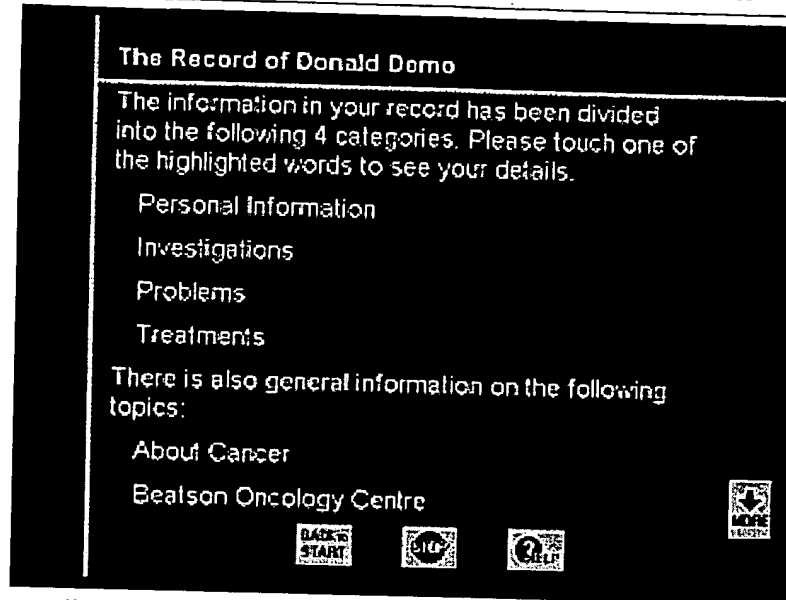 The Record of Donald Demo
The information in your record has been divided
into the following 4 categories. Please touch one of
the highlighted words to see your details.
Personal Information
Investigations
Problems
Treatments
There is also general information on the following
topics:
About Cancer
Beatson Oncology Centre
MORE
BACK to
START
HELP